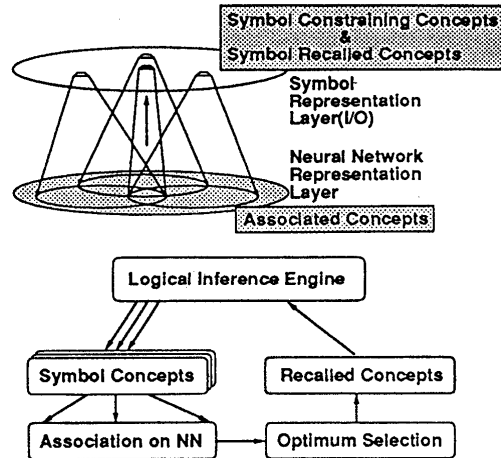 Symbol Constraining Concepts
&
Symbol Recalled Concepts
Symbol
Representation
Layer(I/O)
Neural Network
Representation
Layer
Associated Concepts
Logical Inference Engine
Symbol Concepts
Recalled Concepts
Association on NN
Optimum Selection